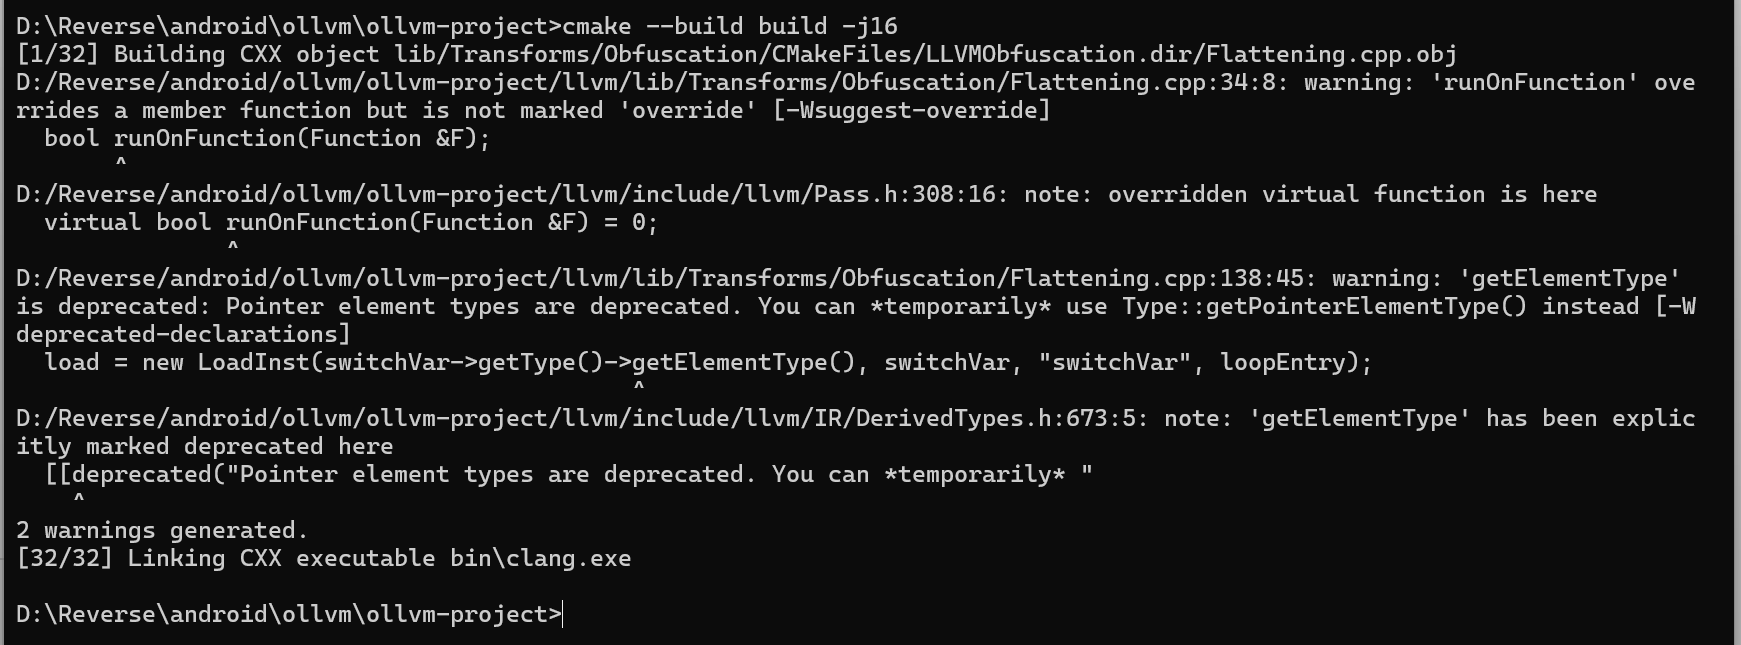 D:\Reverse\android\ollvm\ollvm-project>cmake --build build -j16
[1/32] Building CXX object lib/Transforms/Obfuscation/CMakeFiles/LLVMObfuscation.dir/Flattening.cpp.obj
D:/Reverse/android/ollvm/ollvm-project/llvm/lib/Transforms/Obfuscation/Flattening.cpp:34:8: warning: 'runOnFunction' ove
rrides a member function but is not marked 'override' [-Wsuggest-override]
  bool runOnFunction(Function &F);
       ^
D:/Reverse/android/ollvm/ollvm-project/llvm/include/llvm/Pass.h:308:16: note: overridden virtual function is here
  virtual bool runOnFunction(Function &F) = 0;
               ^
D:/Reverse/android/ollvm/ollvm-project/llvm/lib/Transforms/Obfuscation/Flattening.cpp:138:45: warning: 'getElementType'
is deprecated: Pointer element types are deprecated. You can *temporarily* use Type::getPointerElementType() instead [-W
deprecated-declarations]
  load = new LoadInst(switchVar->getType()->getElementType(), switchVar, "switchVar", loopEntry);
                                            ^
D:/Reverse/android/ollvm/ollvm-project/llvm/include/llvm/IR/DerivedTypes.h:673:5: note: 'getElementType' has been explic
itly marked deprecated here
  [[deprecated("Pointer element types are deprecated. You can *temporarily* "
    ^
2 warnings generated.
[32/32] Linking CXX executable bin\clang.exe

D:\Reverse\android\ollvm\ollvm-project>